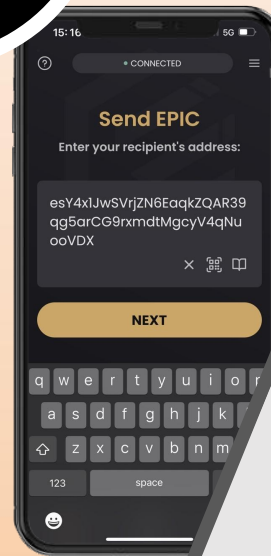 15:16
5G
? • CONNECTED
Send EPIC
Enter your recipient's address:
esY4x1JwSVrjZN6EaqkZQAR39
qg5arCG9rxmdtMgcyV4qNu
ooVDX
NEXT
q w e r t y u i o
a s d f g h j k
z x c v b n m
123 space